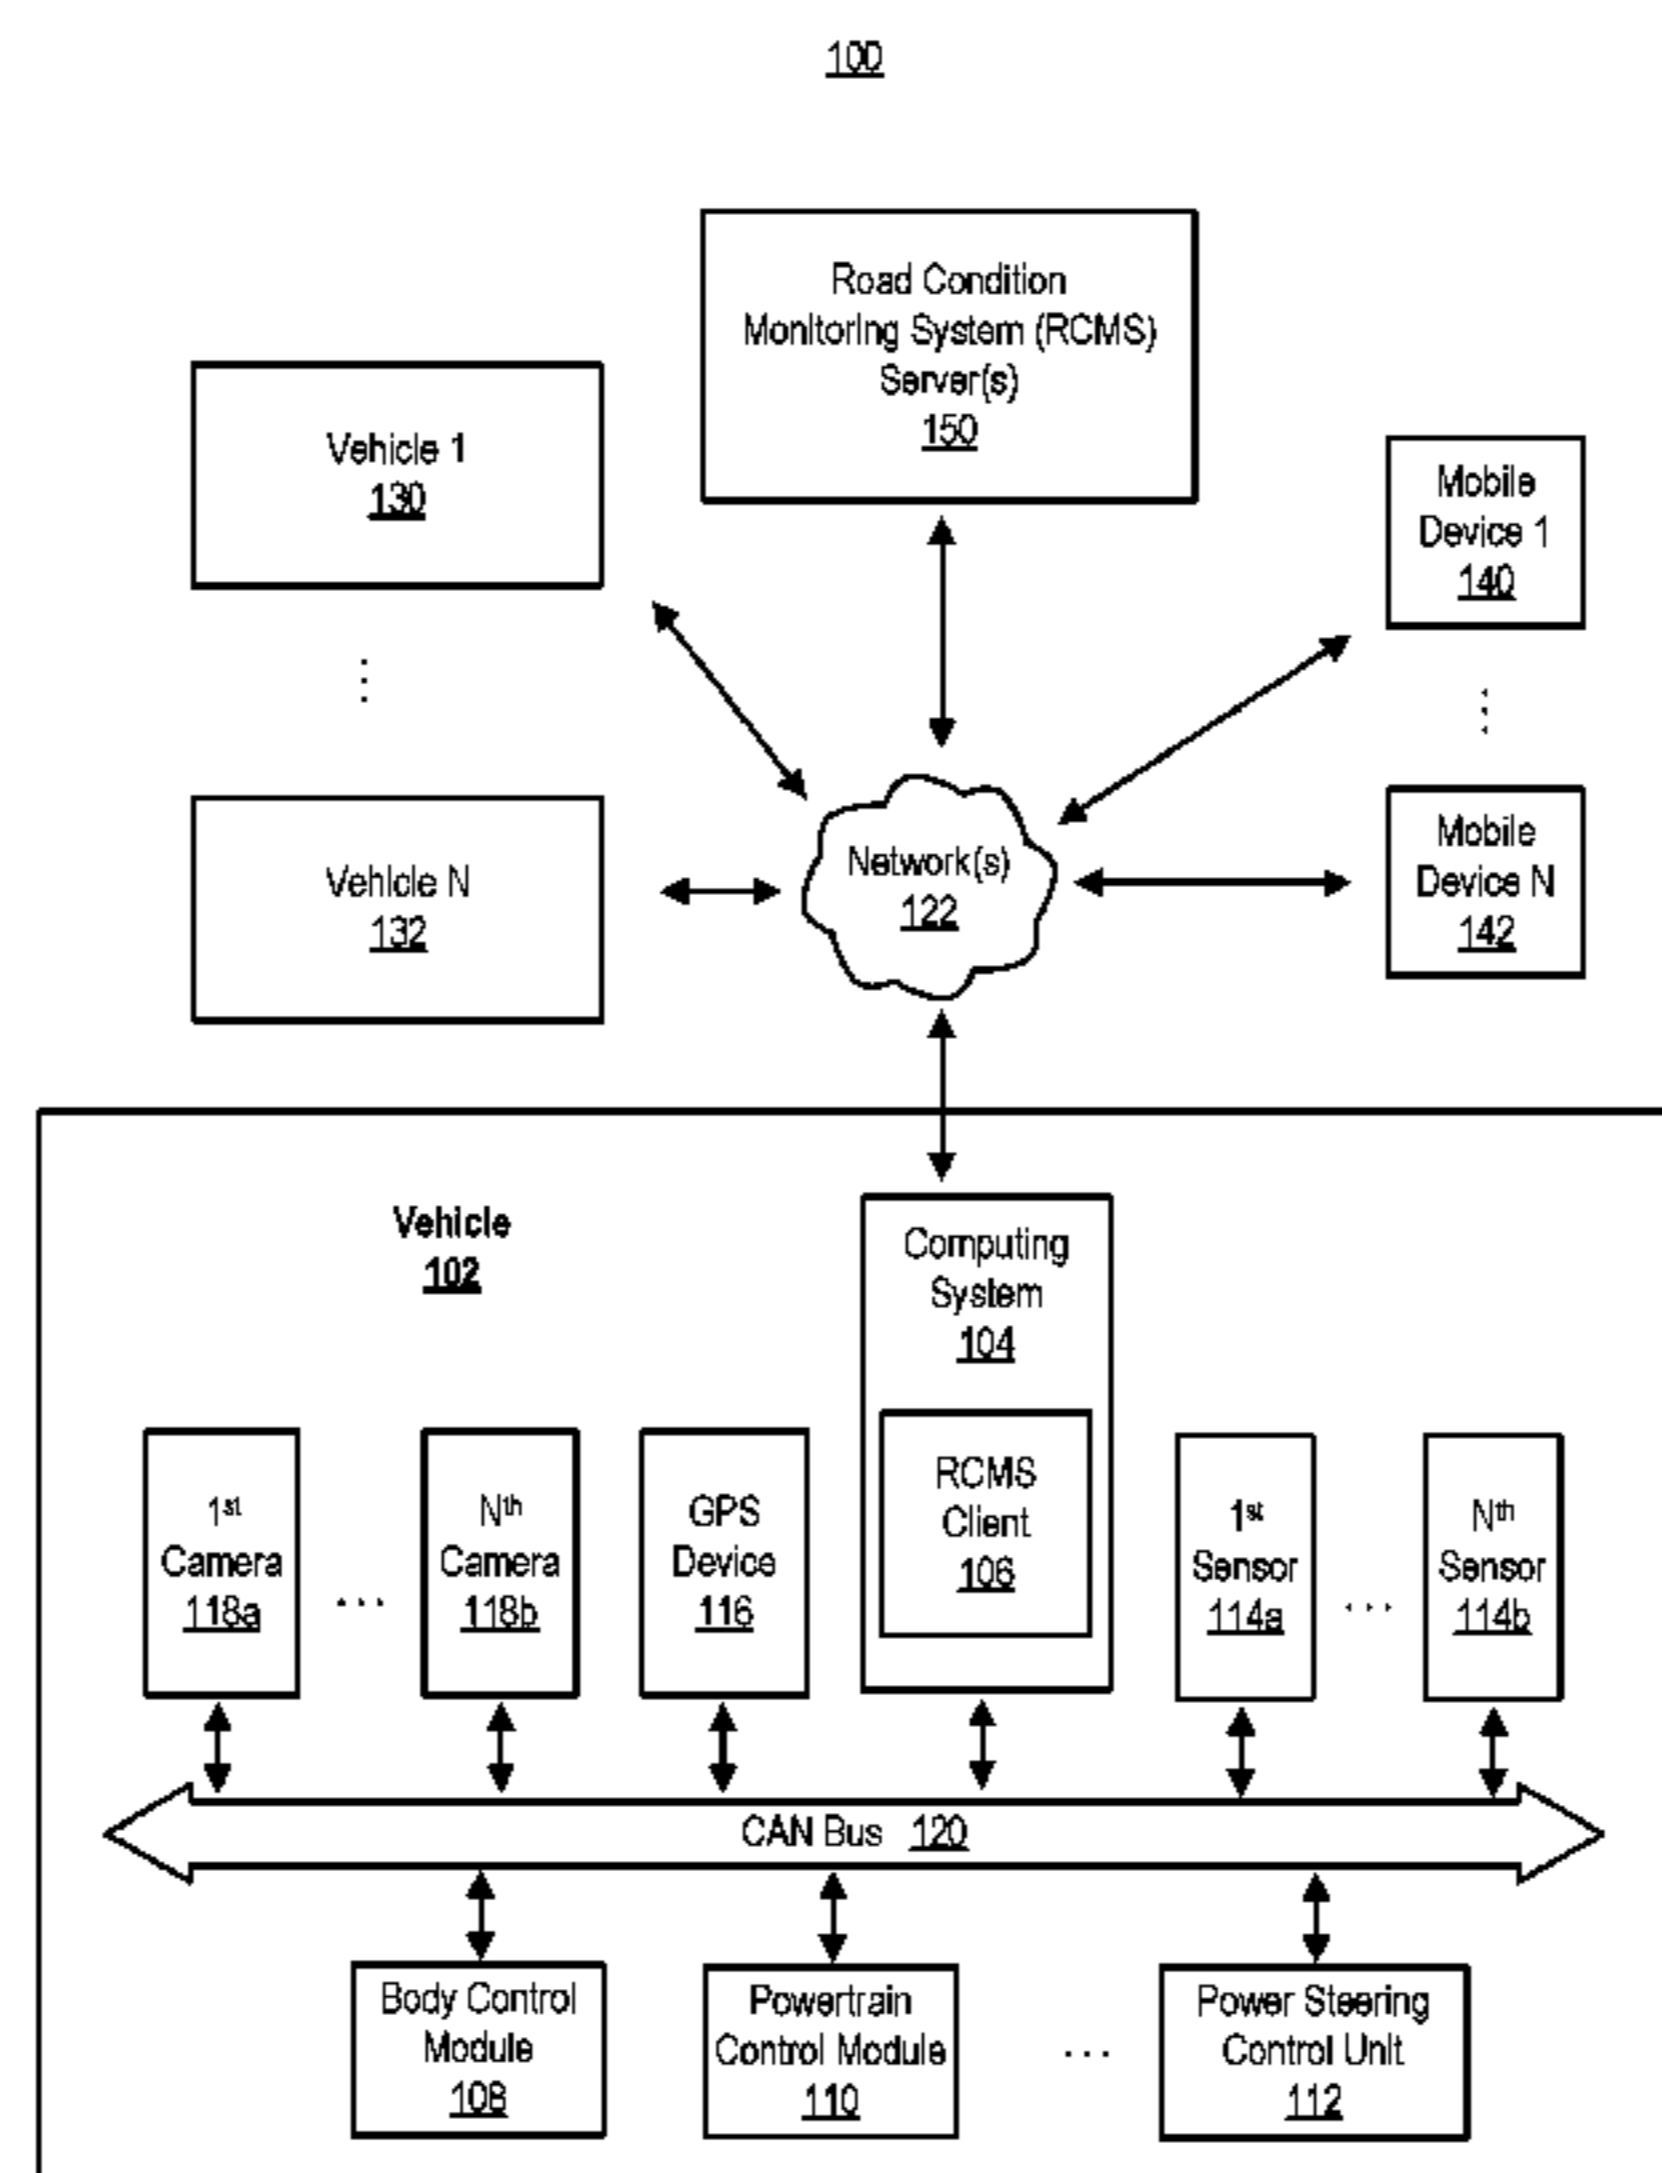 100
Road Condition
Monitoring System (RCMS)
Server(s)
150
Vehicle 1
130
Mobile
Device 1
140
Vehicle N
132
Network(s)
122
Mobile
Device N
142
Vehicle
102
Computing
System
104
RCMS
Client
106
1st
Camera
118a
...
Nth
Camera
118b
GPS
Device
116
1st
Sensor
114a
...
Nth
Sensor
114b
CAN Bus 120
Body Control
Module
108
Powertrain
Control Module
110
...
Power Steering
Control Unit
112